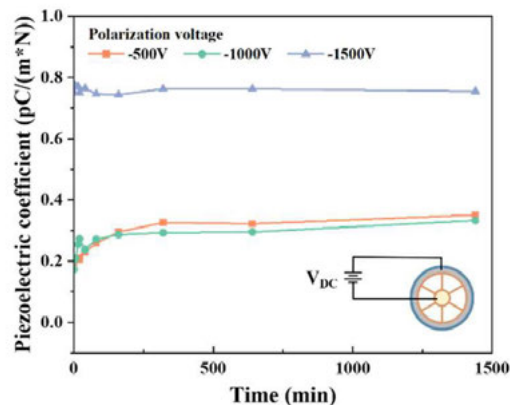 Piezoelectric coefficient (pC/(m*N))
1.0
0.8
0.6
0.4
0.2
0.0
Polarization voltage
-500V -1000V -1500V
VDC
0 500 1000 1500
Time (min)